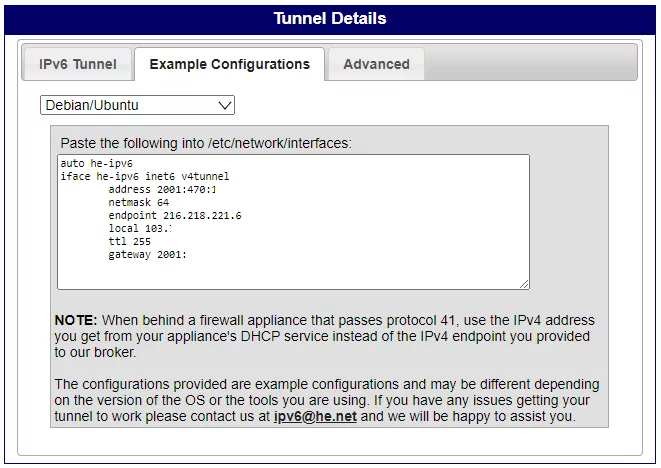 Tunnel Details
IPv6 Tunnel
Example Configurations
Advanced
Debian/Ubuntu
Paste the following into /etc/network/interfaces:
auto he-ipv6
iface he-ipv6 inet6 v4tunnel
address 2001:470:1
netmask 64
endpoint 216.218.221.6
local 103.
ttl 255
gateway 2001:
NOTE: When behind a firewall appliance that passes protocol 41, use the IPv4 address
you get from your appliance's DHCP service instead of the IPv4 endpoint you provided
to our broker.
The configurations provided are example configurations and may be different depending
on the version of the OS or the tools you are using. If you have any issues getting your
tunnel to work please contact us at ipv6@he.net and we will be happy to assist you.